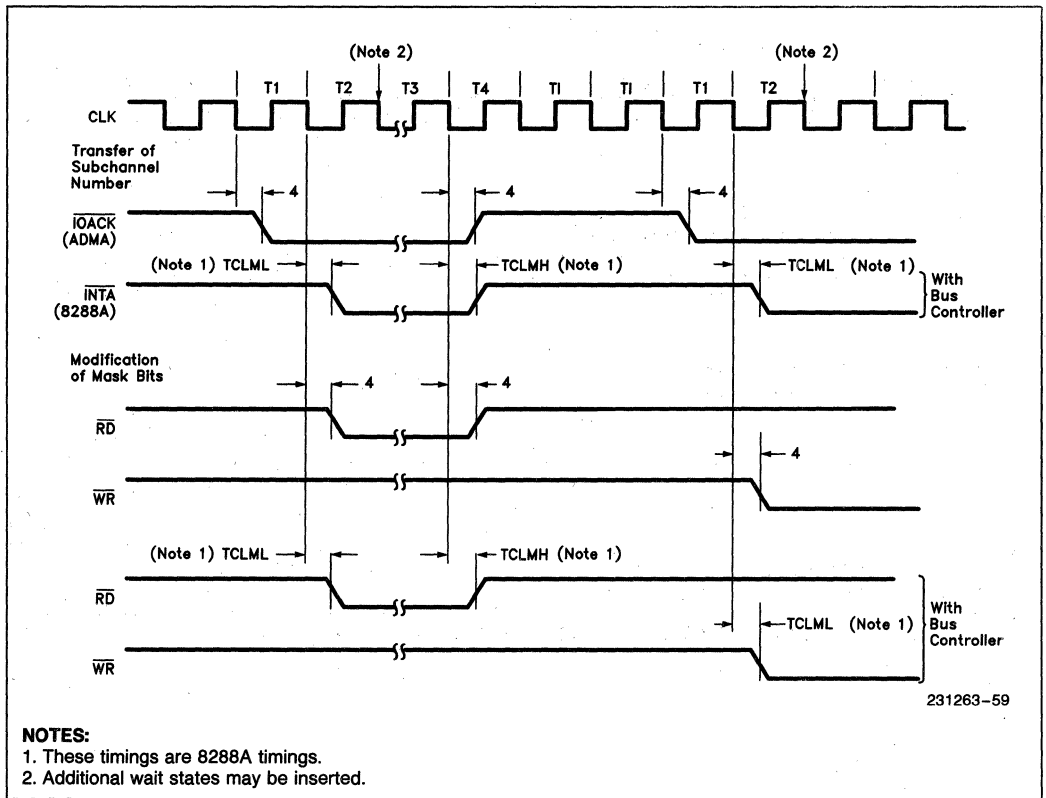 (Note 2) (Note 2)
T1 T2 T3 T4 TI TI T1 T2
CLK
Transfer of
Subchannel
Number
4 4 4
IOACK
(ADMA)
(Note 1) TCLML TCLMH (Note 1) TCLML (Note 1)
INTA
(8288A)
With
Bus
Controller
Modification
of Mask Bits
4 4
RD
4
WR
(Note 1) TCLML TCLMH (Note 1)
RD
TCLML (Note 1)
With
Bus
Controller
WR
231263-59
NOTES:
1. These timings are 8288A timings.
2. Additional wait states may be inserted.